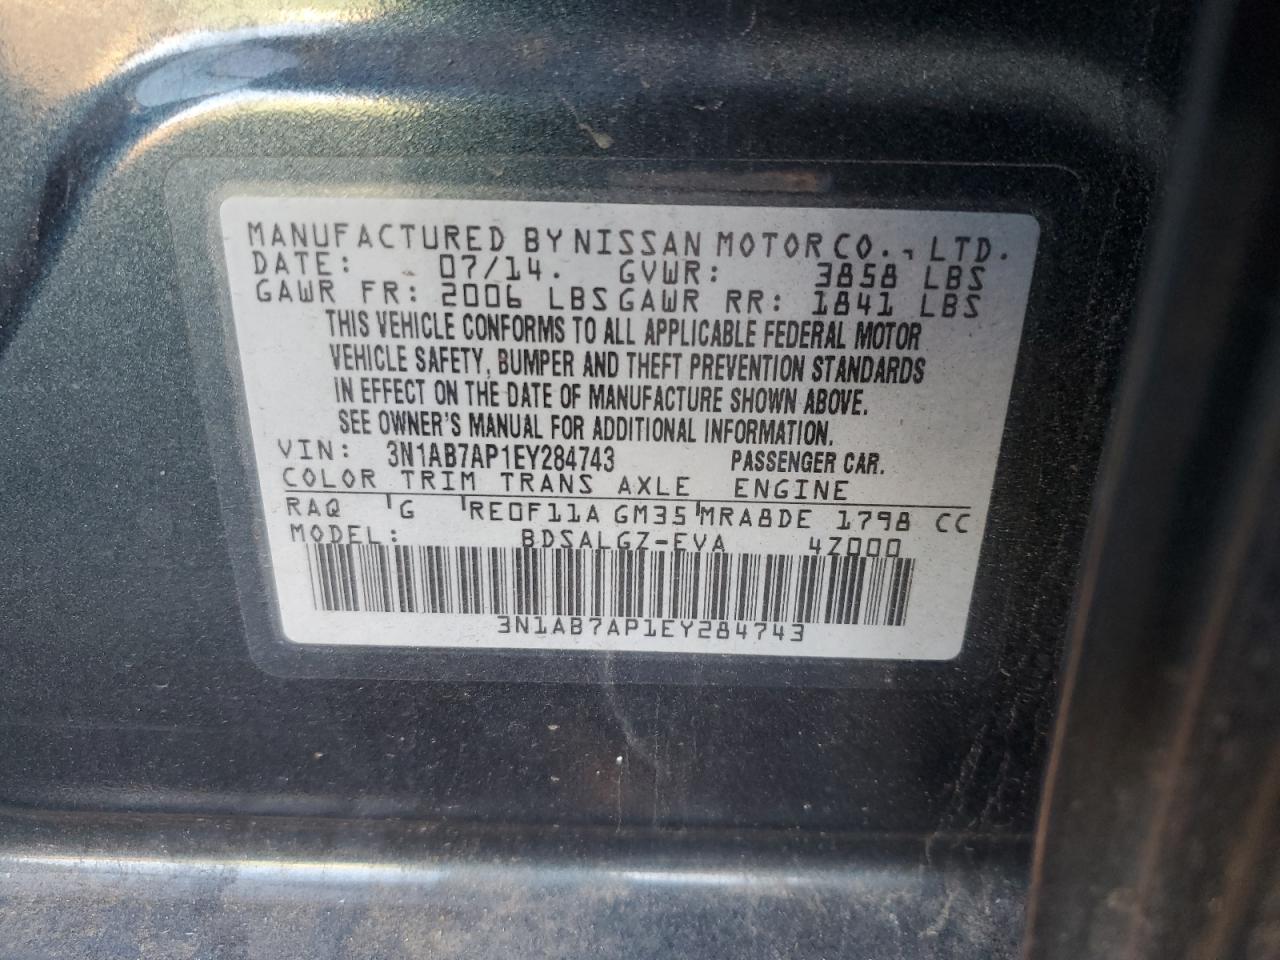 MANUFACTURED BY NISSAN MOTOR CO., LTD.
DATE: 07/14. GVWR: 3858 LBS
GAWR FR: 2006 LBS GAWR RR: 1841 LBS
THIS VEHICLE CONFORMS TO ALL APPLICABLE FEDERAL MOTOR
VEHICLE SAFETY, BUMPER AND THEFT PREVENTION STANDARDS
IN EFFECT ON THE DATE OF MANUFACTURE SHOWN ABOVE.
SEE OWNER'S MANUAL FOR ADDITIONAL INFORMATION.
VIN: 3N1AB7AP1EY284743 PASSENGER CAR.
COLOR TRIM TRANS AXLE ENGINE
RAQ G RE0F11A GM35 MRA8DE 1798 CC
MODEL: BDSALGZ-EVA 4Z000
3N1AB7AP1EY284743